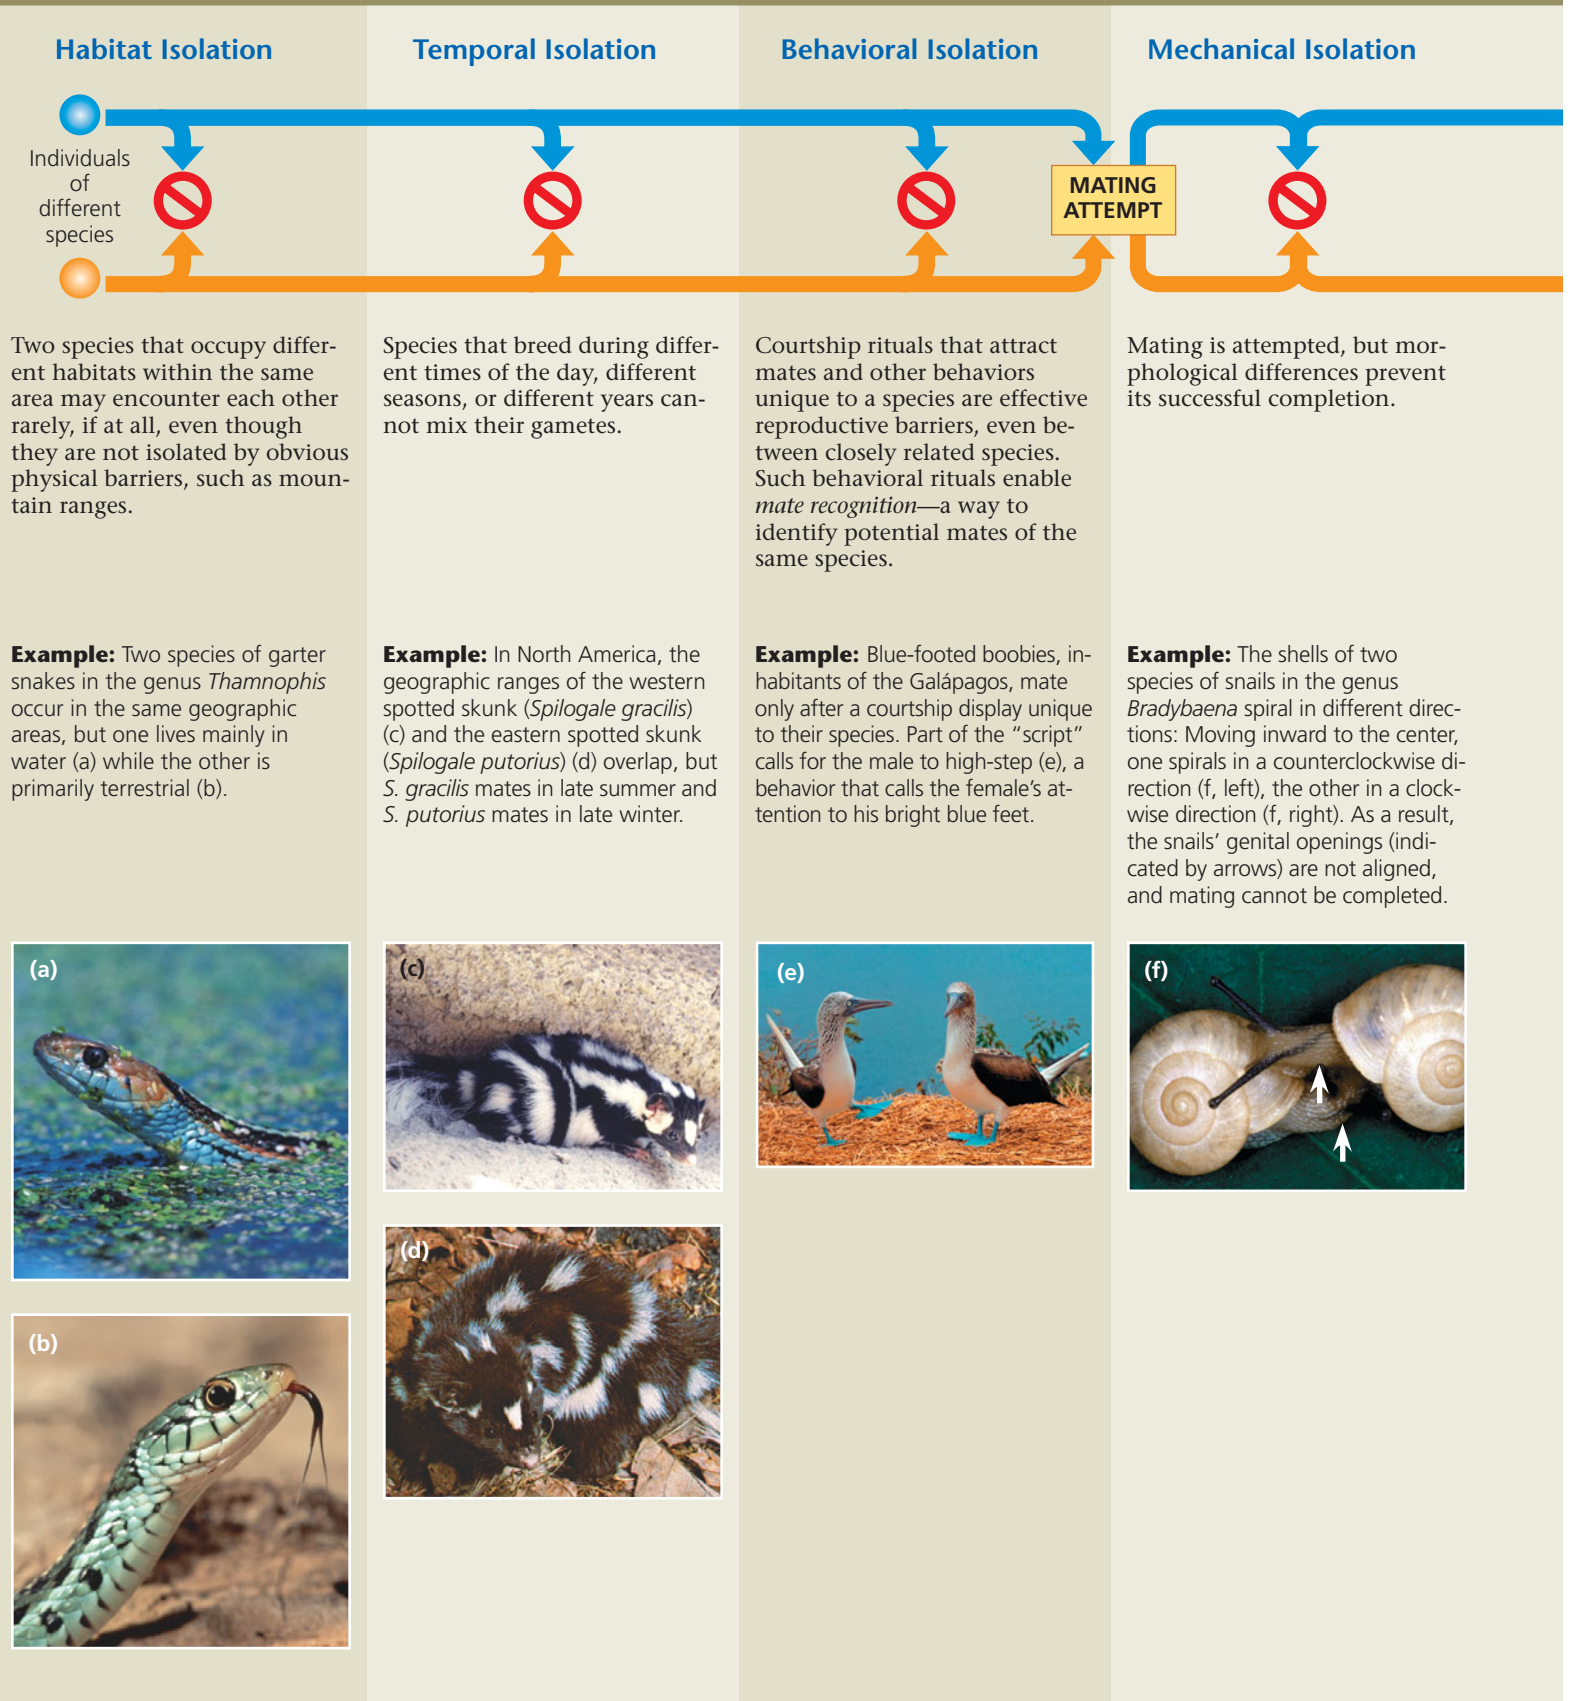 Habitat Isolation
Temporal Isolation
Behavioral Isolation
Mechanical Isolation
Individuals
of
different
species
MATING
ATTEMPT
Two species that occupy differ-
ent habitats within the same
area may encounter each other
rarely, if at all, even though
they are not isolated by obvious
physical barriers, such as moun-
tain ranges.
Species that breed during differ-
ent times of the day, different
seasons, or different years can-
not mix their gametes.
Courtship rituals that attract
mates and other behaviors
unique to a species are effective
reproductive barriers, even be-
tween closely related species.
Such behavioral rituals enable
mate recognition—a way to
identify potential mates of the
same species.
Mating is attempted, but mor-
phological differences prevent
its successful completion.
Example: Two species of garter
snakes in the genus Thamnophis
occur in the same geographic
areas, but one lives mainly in
water (a) while the other is
primarily terrestrial (b).
Example: In North America, the
geographic ranges of the western
spotted skunk (Spilogale gracilis)
(c) and the eastern spotted skunk
(Spilogale putorius) (d) overlap, but
S. gracilis mates in late summer and
S. putorius mates in late winter.
Example: Blue-footed boobies, in-
habitants of the Galápagos, mate
only after a courtship display unique
to their species. Part of the “script”
calls for the male to high-step (e), a
behavior that calls the female’s at-
tention to his bright blue feet.
Example: The shells of two
species of snails in the genus
Bradybaena spiral in different direc-
tions: Moving inward to the center,
one spirals in a counterclockwise di-
rection (f, left), the other in a clock-
wise direction (f, right). As a result,
the snails’ genital openings (indi-
cated by arrows) are not aligned,
and mating cannot be completed.
(a)
(b)
(c)
(d)
(e)
(f)